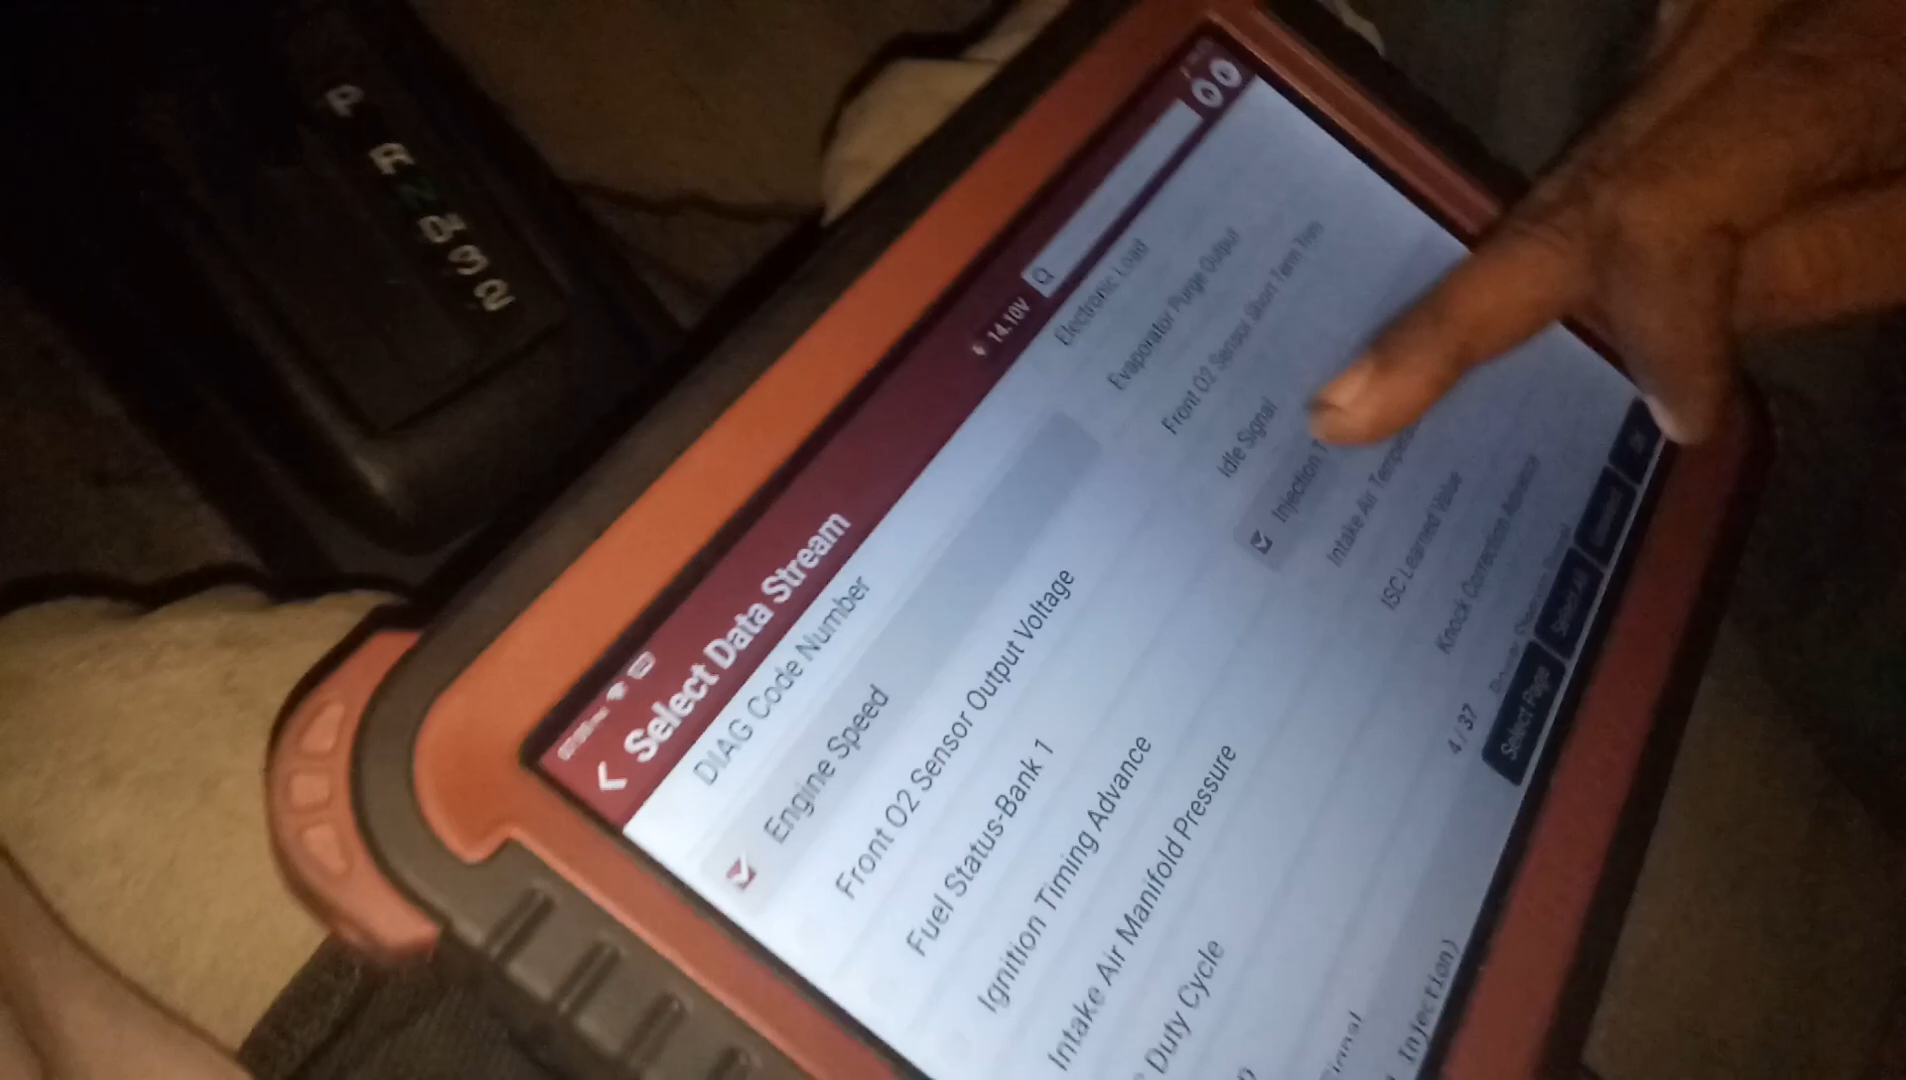 P
R
N
D
3
2
14.10V
Select Data Stream
DIAG Code Number
Electronic Load
Engine Speed
Evaporator Purge Output
Front O2 Sensor Output Voltage
Front O2 Sensor Short Term Trim
Fuel Status-Bank 1
Idle Signal
Ignition Timing Advance
Injection
Intake Air Manifold Pressure
Intake Air
Duty Cycle
ISC Learned Value
Knock Correction Advance
Injection)
4/37
Select Page
Select All